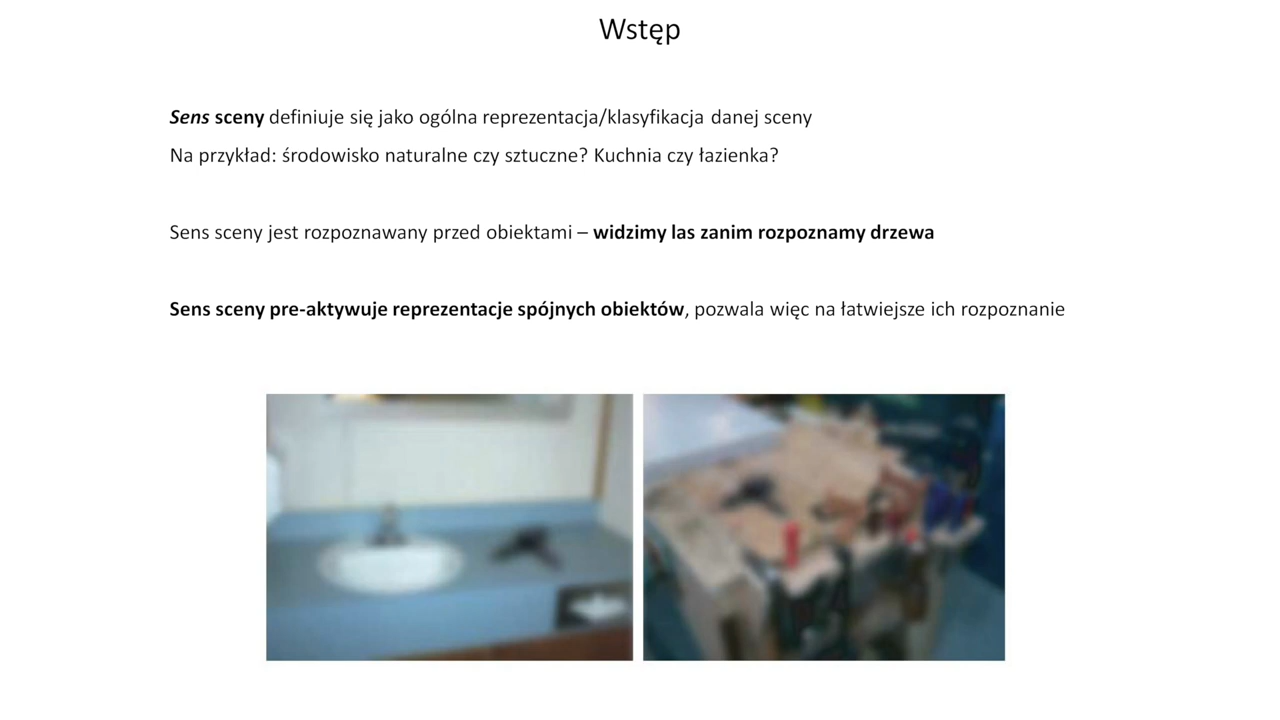 Wstęp
Sens sceny definiuje się jako ogólna reprezentacja/klasyfikacja danej sceny
Na przykład: środowisko naturalne czy sztuczne? Kuchnia czy łazienka?
Sens sceny jest rozpoznawany przed obiektami – widzimy las zanim rozpoznamy drzewa
Sens sceny pre-aktywuje reprezentacje spójnych obiektów, pozwala więc na łatwiejsze ich rozpoznanie